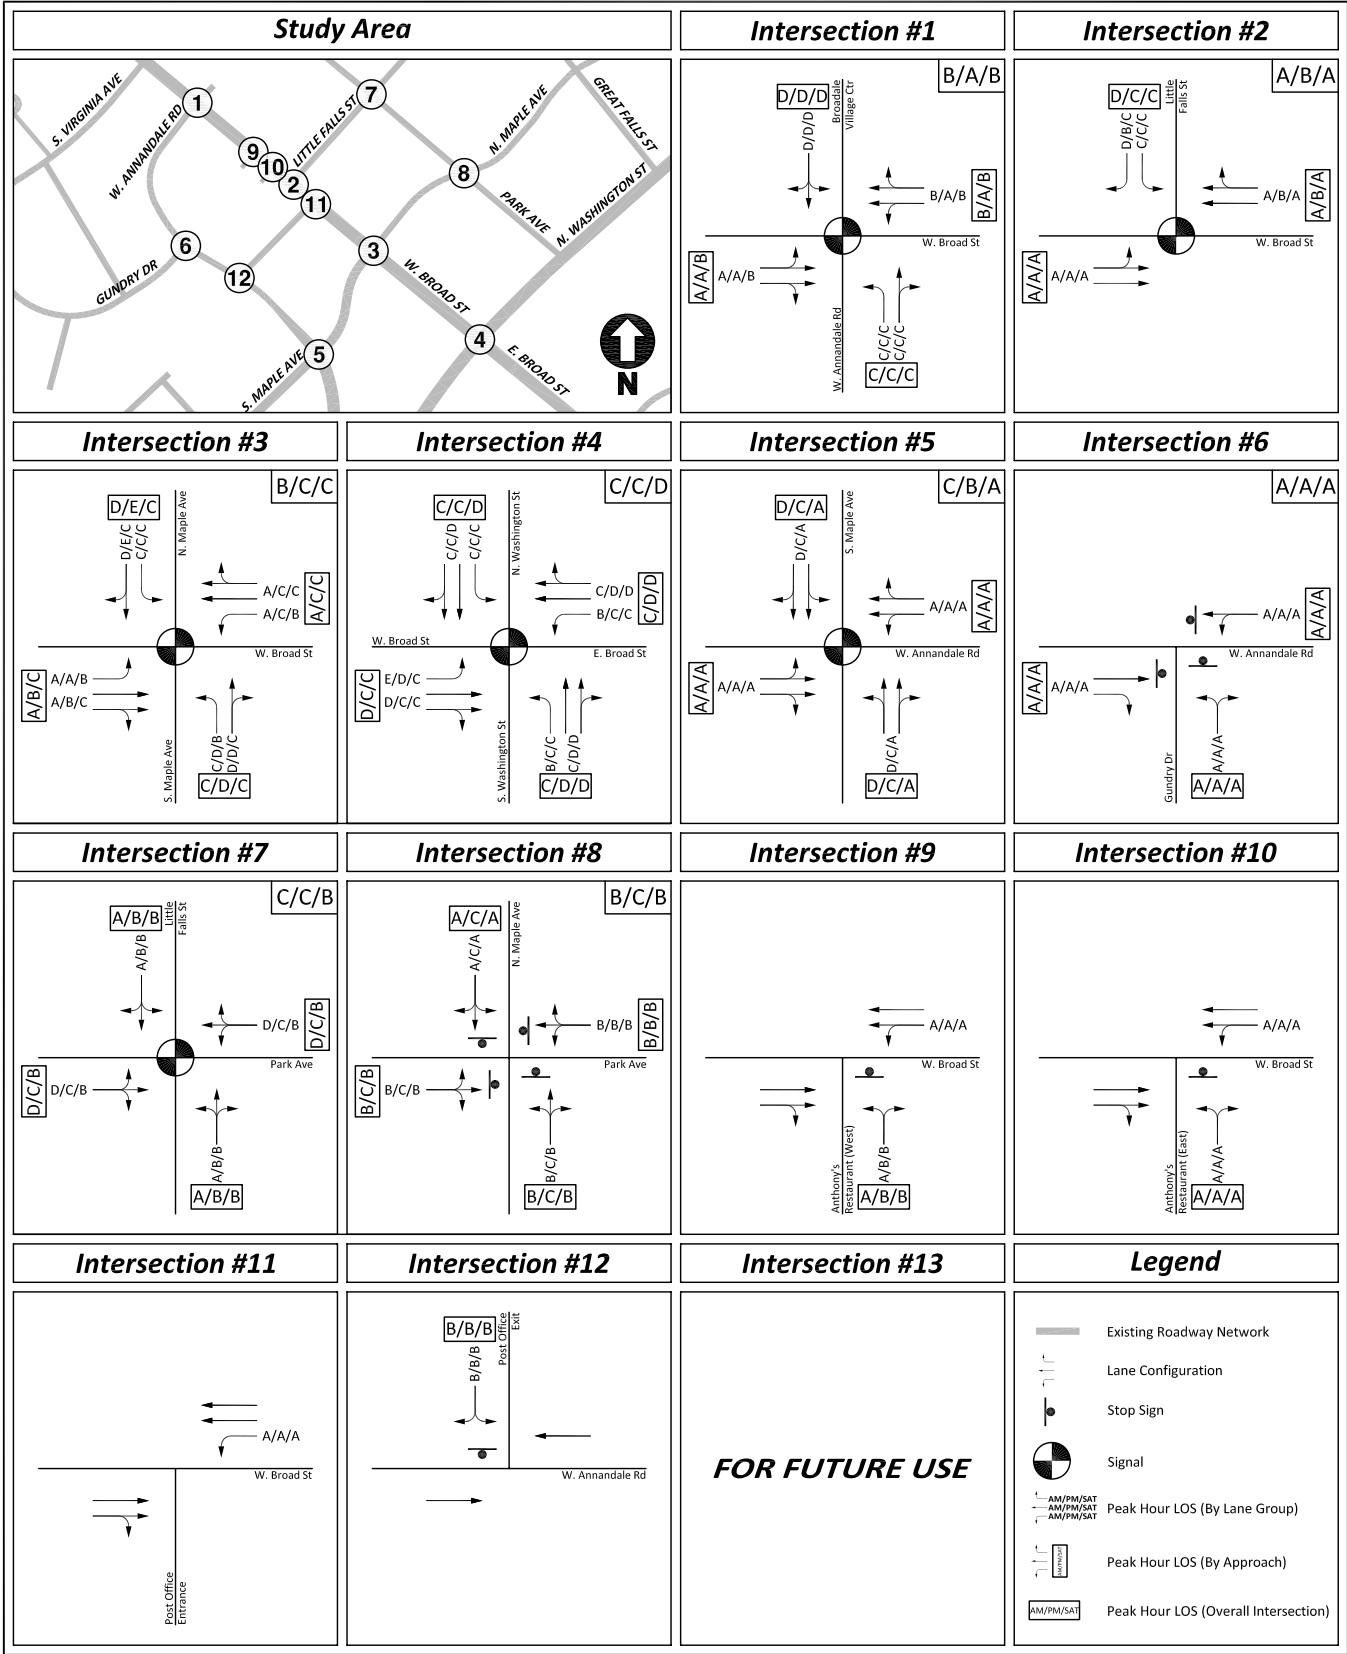 Study Area
S. VIRGINIA AVE
W. ANNANDALE RD
LITTLE FALLS ST
N. MAPLE AVE
GREAT FALLS ST
N. WASHINGTON ST
PARK AVE
GUNDRY DR
W. BROAD ST
E. BROAD ST
S. MAPLE AVE
1
7
9
10
2
11
8
6
12
3
4
5
N
Intersection #1
B/A/B
D/D/D
D/D/D
Broadale
Village Ctr
B/A/B
B/A/B
W. Broad St
A/A/B
A/A/B
W. Annandale Rd
C/C/C
C/C/C
C/C/C
Intersection #2
A/B/A
D/C/C
D/B/C
C/C/C
Little
Falls St
A/B/A
A/B/A
W. Broad St
A/A/A
A/A/A
Intersection #3
B/C/C
D/E/C
D/E/C
C/C/C
N. Maple Ave
A/C/C
A/C/B
A/C/C
W. Broad St
A/B/C
A/A/B
A/B/C
S. Maple Ave
C/D/B
D/D/C
C/D/C
Intersection #4
C/C/D
C/C/D
C/C/D
C/C/C
N. Washington St
C/D/D
B/C/C
C/D/D
W. Broad St
E. Broad St
D/C/C
E/D/C
D/C/C
S. Washington St
B/C/C
C/D/D
C/D/D
Intersection #5
C/B/A
D/C/A
D/C/A
S. Maple Ave
A/A/A
A/A/A
W. Annandale Rd
A/A/A
A/A/A
D/C/A
D/C/A
Intersection #6
A/A/A
A/A/A
A/A/A
W. Annandale Rd
A/A/A
A/A/A
Gundry Dr
A/A/A
A/A/A
Intersection #7
C/C/B
A/B/B
A/B/B
Little
Falls St
D/C/B
D/C/B
Park Ave
D/C/B
D/C/B
A/B/B
A/B/B
Intersection #8
B/C/B
A/C/A
A/C/A
N. Maple Ave
B/B/B
B/B/B
Park Ave
B/C/B
B/C/B
B/C/B
B/C/B
Intersection #9
A/A/A
W. Broad St
Anthony's
Restaurant (West)
A/B/B
A/B/B
Intersection #10
A/A/A
W. Broad St
Anthony's
Restaurant (East)
A/A/A
A/A/A
Intersection #11
A/A/A
W. Broad St
Post Office
Entrance
Intersection #12
B/B/B
B/B/B
Post Office
Exit
W. Annandale Rd
Intersection #13
FOR FUTURE USE
Legend
Existing Roadway Network
Lane Configuration
Stop Sign
Signal
AM/PM/SAT
AM/PM/SAT
AM/PM/SAT
Peak Hour LOS (By Lane Group)
AM/PM/SAT
Peak Hour LOS (By Approach)
AM/PM/SAT
Peak Hour LOS (Overall Intersection)